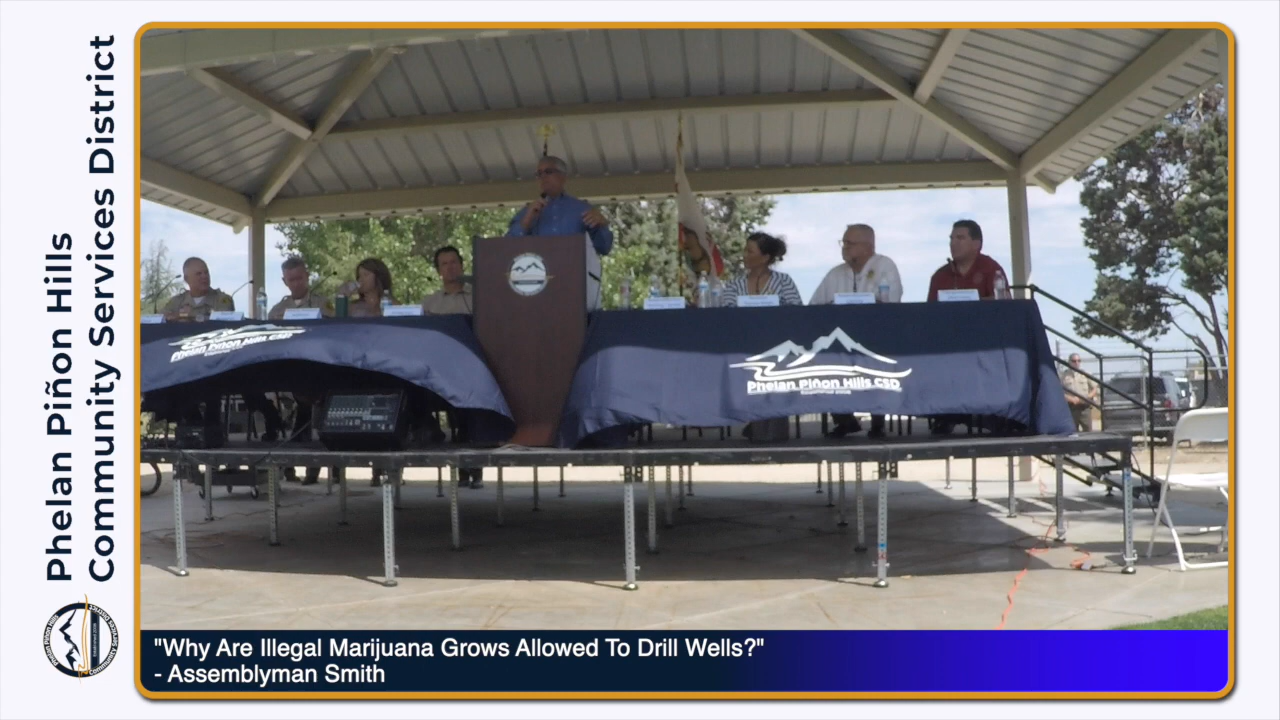 Phelan Piñon Hills
Community Services District
Phelan Piñon Hills CSD
Phelan Piñon Hills CSD
"Why Are Illegal Marijuana Grows Allowed To Drill Wells?"
- Assemblyman Smith